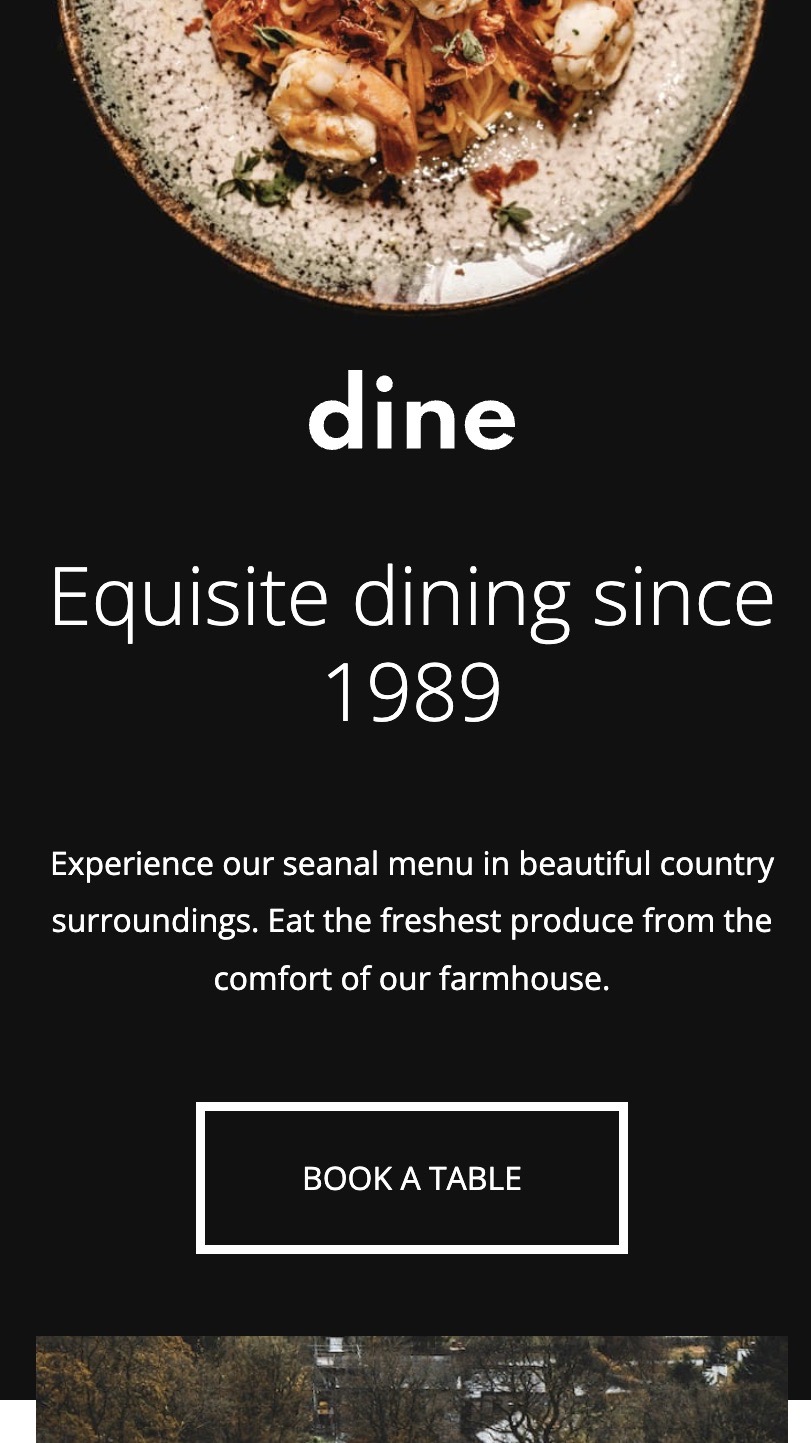 dine
Equisite dining since
1989
Experience our seanal menu in beautiful country
surroundings. Eat the freshest produce from the
comfort of our farmhouse.
BOOK A TABLE